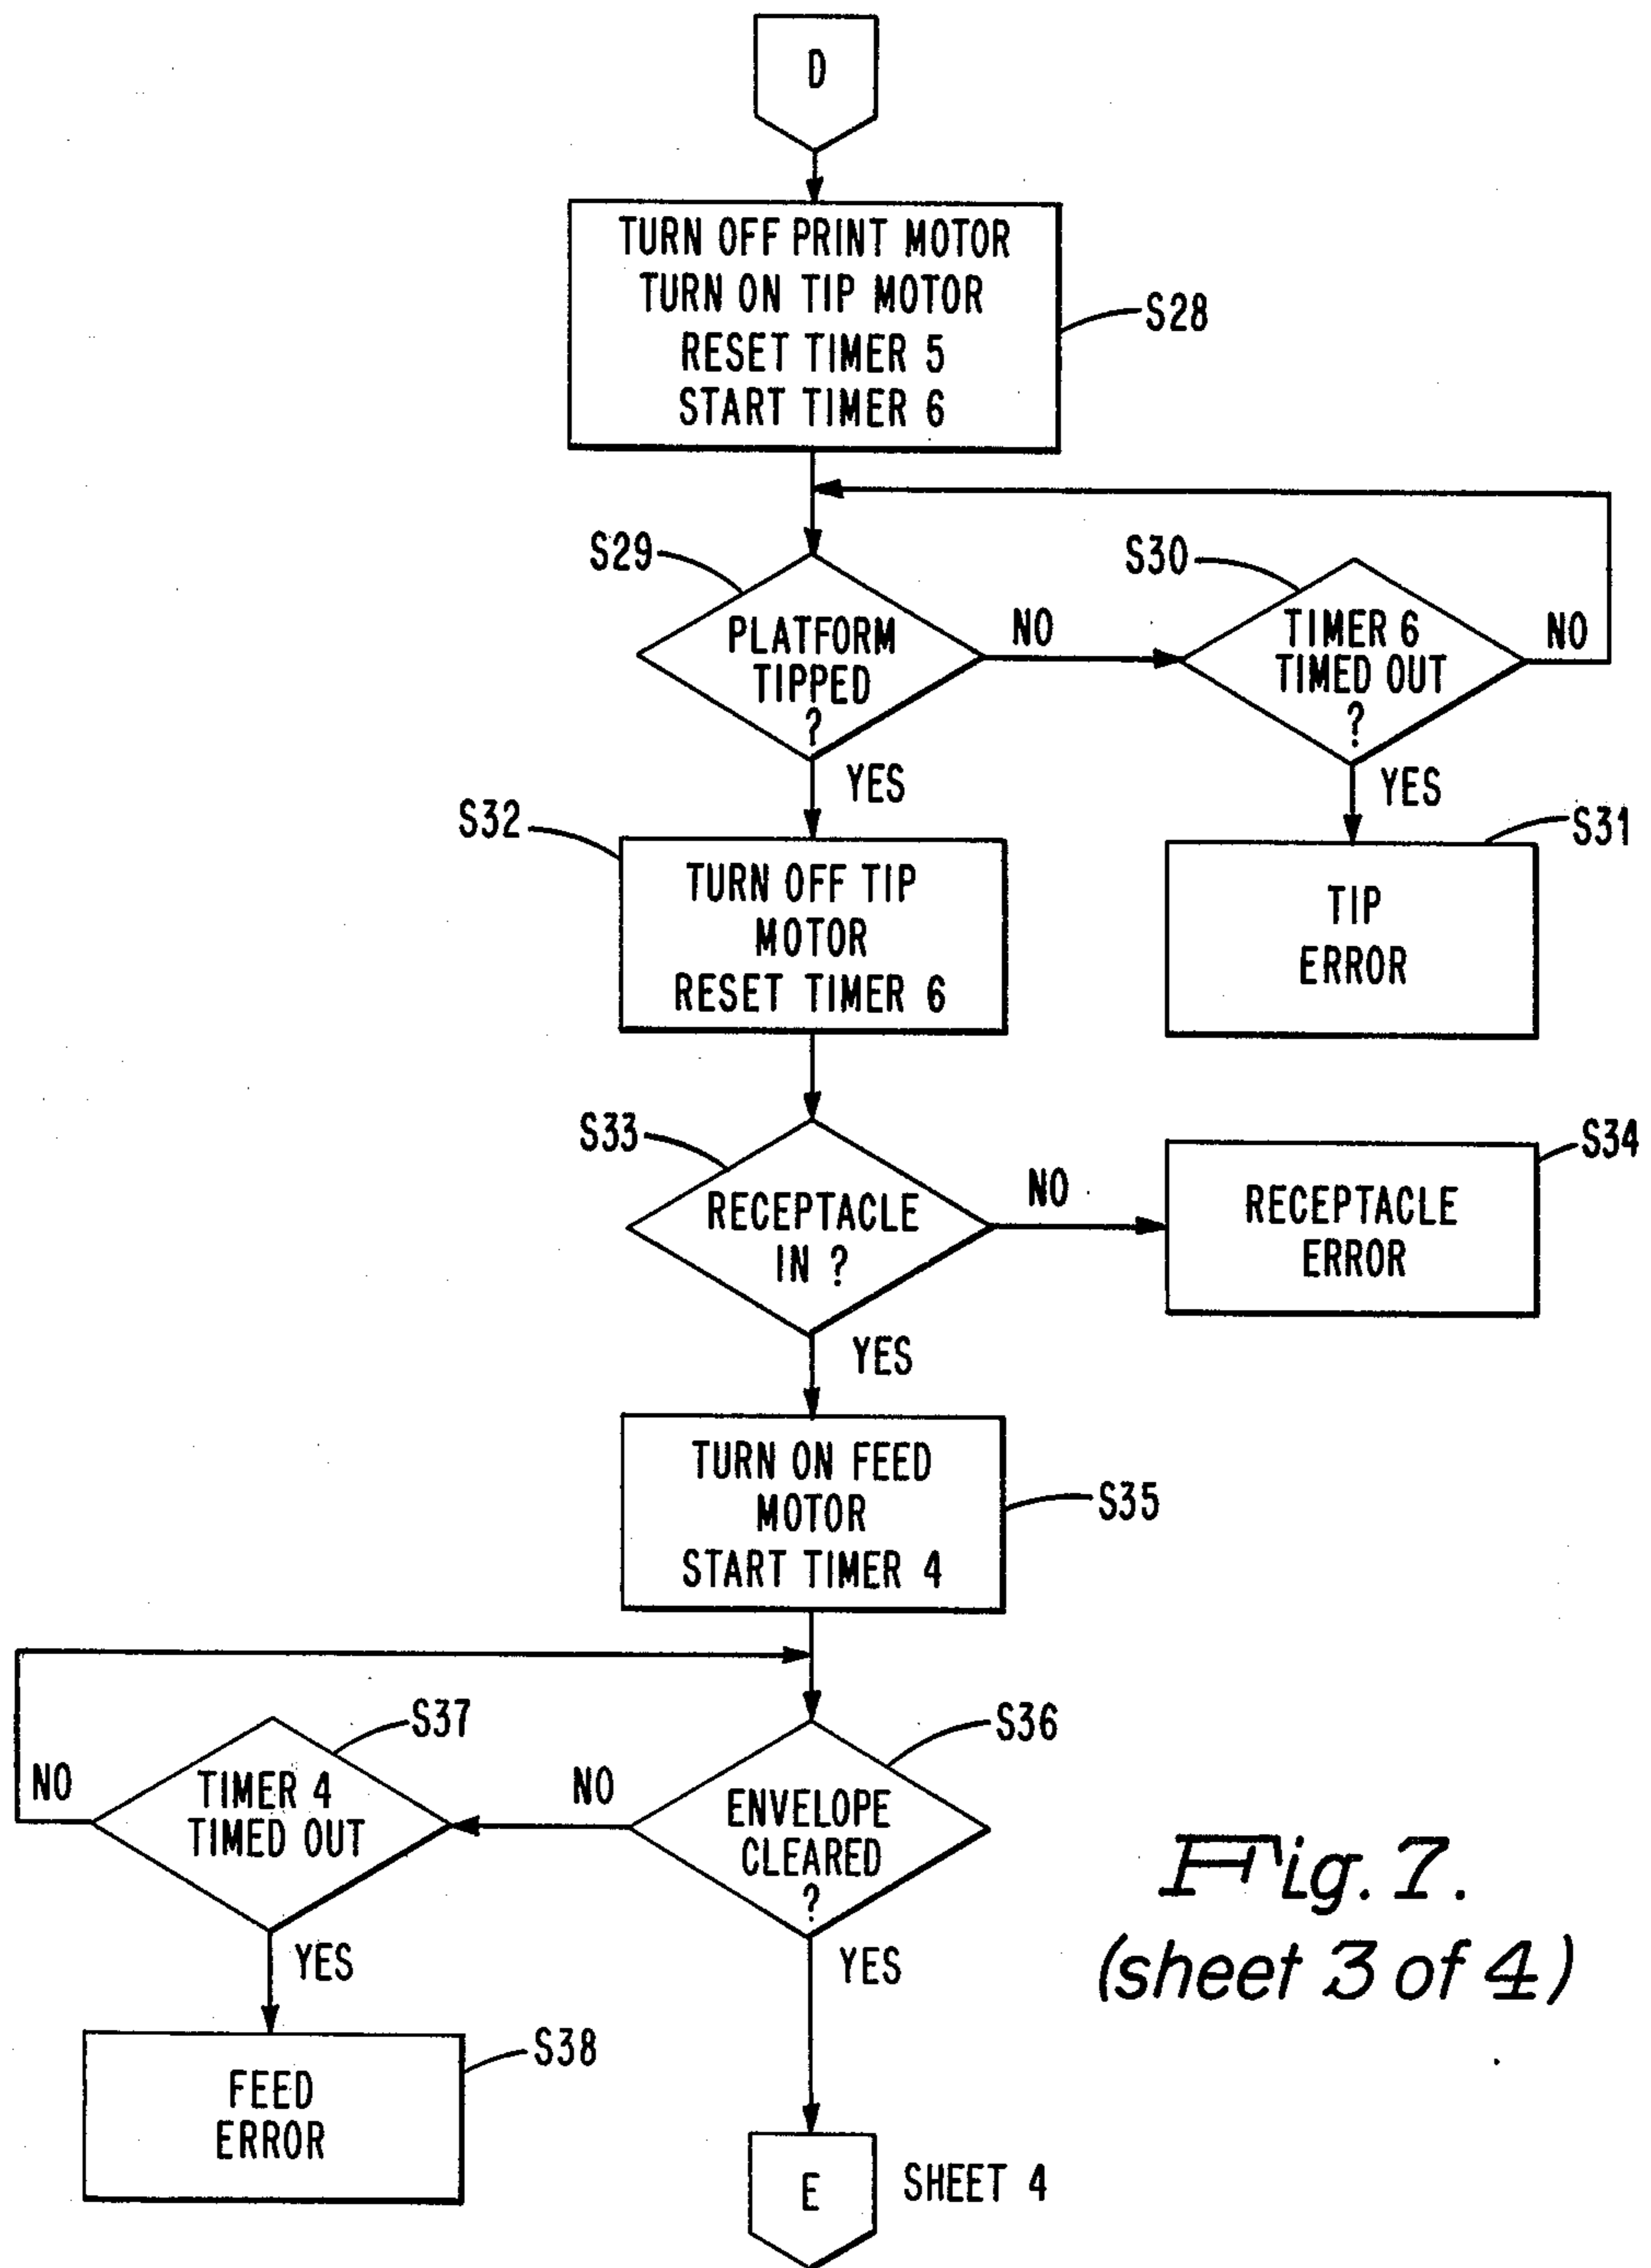 D
TURN OFF PRINT MOTOR
TURN ON TIP MOTOR
RESET TIMER 5
START TIMER 6
S28
S29
PLATFORM
TIPPED
?
NO
YES
S30
TIMER 6
TIMED OUT
?
NO
YES
S31
TIP
ERROR
S32
TURN OFF TIP
MOTOR
RESET TIMER 6
S33
RECEPTACLE
IN ?
NO
YES
S34
RECEPTACLE
ERROR
TURN ON FEED
MOTOR
START TIMER 4
S35
S36
ENVELOPE
CLEARED
?
NO
YES
S37
TIMER 4
TIMED OUT
NO
YES
S38
FEED
ERROR
E
SHEET 4
Fig. 7.
(sheet 3 of 4)